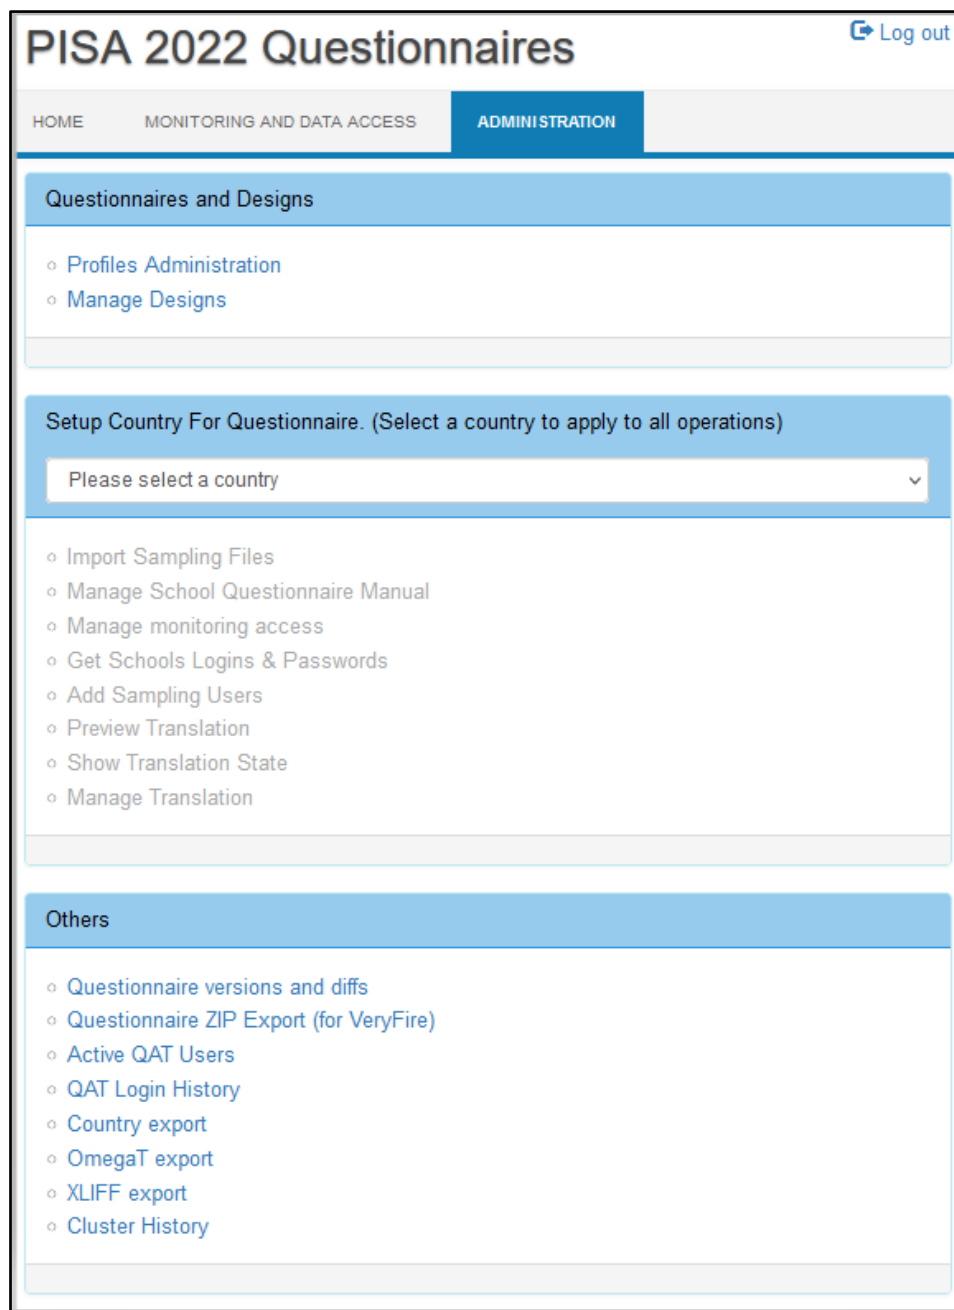 PISA 2022 Questionnaires
Log out
HOME
MONITORING AND DATA ACCESS
ADMINISTRATION
Questionnaires and Designs
Profiles Administration
Manage Designs
Setup Country For Questionnaire. (Select a country to apply to all operations)
Please select a country
Import Sampling Files
Manage School Questionnaire Manual
Manage monitoring access
Get Schools Logins & Passwords
Add Sampling Users
Preview Translation
Show Translation State
Manage Translation
Others
Questionnaire versions and diffs
Questionnaire ZIP Export (for VeryFire)
Active QAT Users
QAT Login History
Country export
OmegaT export
XLIFF export
Cluster History